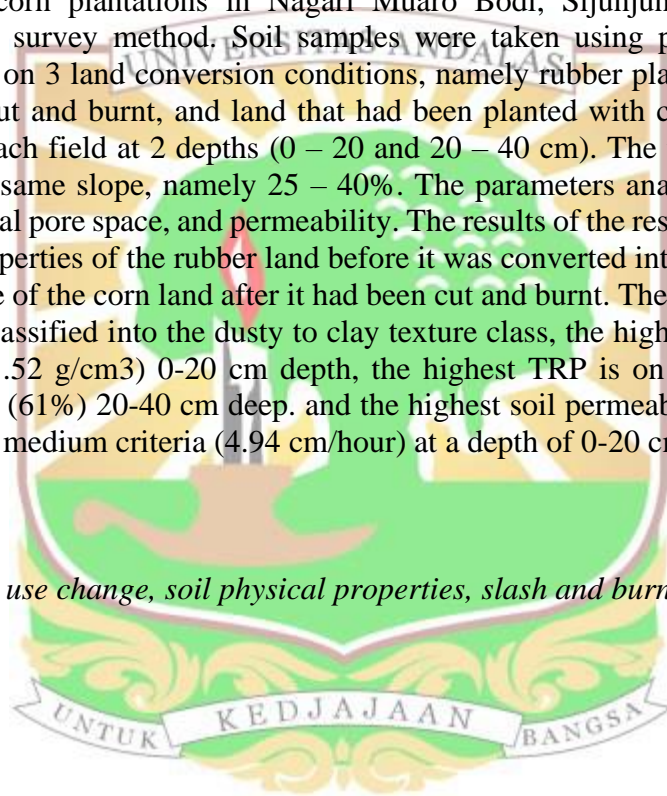 corn plantations in Nagari Muaro Bodi, Sijunjun
survey method. Soil samples were taken using p
on 3 land conversion conditions, namely rubber pla
ut and burnt, and land that had been planted with c
ach field at 2 depths (0 – 20 and 20 – 40 cm). The
same slope, namely 25 – 40%. The parameters ana
al pore space, and permeability. The results of the res
perties of the rubber land before it was converted int
e of the corn land after it had been cut and burnt. The
assified into the dusty to clay texture class, the high
.52 g/cm3) 0-20 cm depth, the highest TRP is on
(61%) 20-40 cm deep. and the highest soil permeab
medium criteria (4.94 cm/hour) at a depth of 0-20 cm
use change, soil physical properties, slash and burn
UNIVERSITAS ANDALAS
UNTUK KEDJAJAAN BANGSA